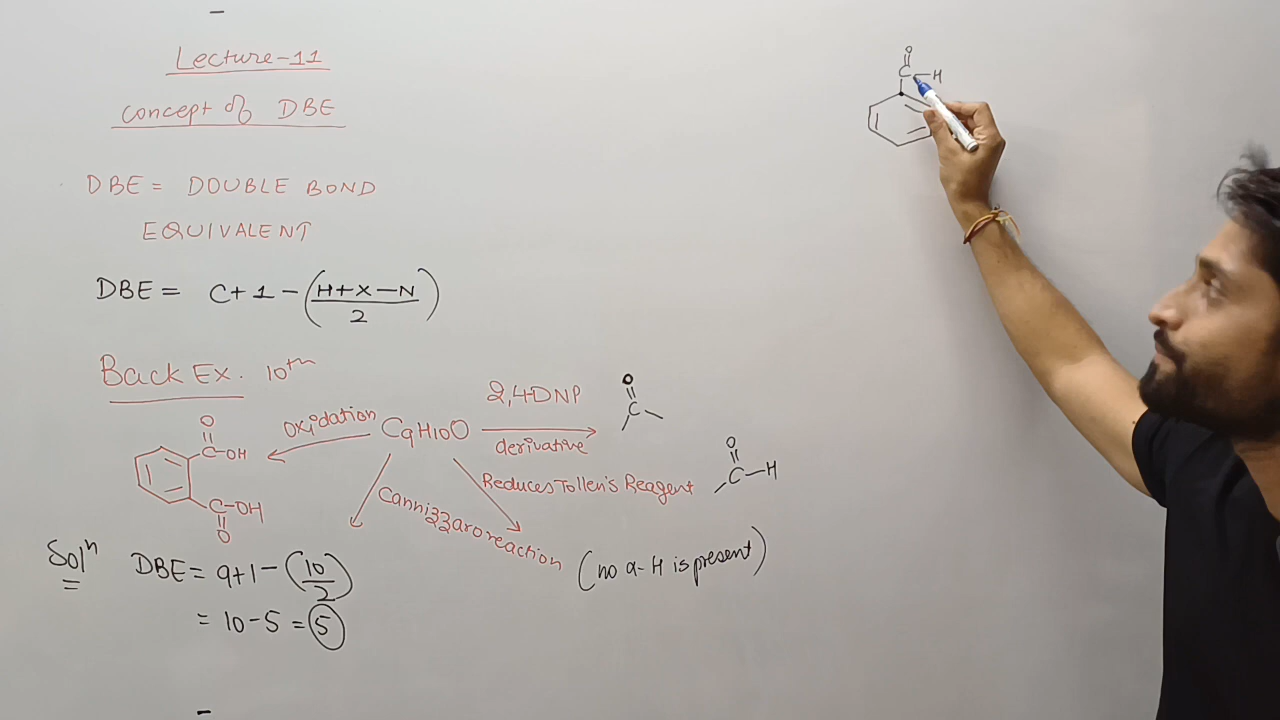 Lecture-11
concept of DBE
DBE = DOUBLE BOND
EQUIVALENT
DBE = C+1-(H+X-N/2)
Back Ex. 10th
oxidation
C9H10O
2,4-DNP
derivative
O
C
O
C-OH
C-OH
O
Reduces Tollen's Reagent
O
C-H
Cannizzaro reaction
(no α-H is present)
Solⁿ
DBE = 9+1-(10/2)
= 10-5 = 5
O
C-H